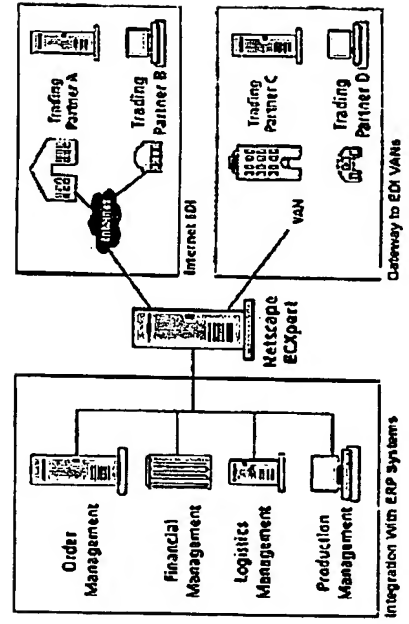 Order
Management
Financial
Management
Logistics
Management
Production
Management
Integration With ERP Systems
Netscape
ECXpert
Internet
Trading
Partner A
Trading
Partner B
Internet EDI
VAN
Trading
Partner C
Trading
Partner D
Gateway to EDI VANs